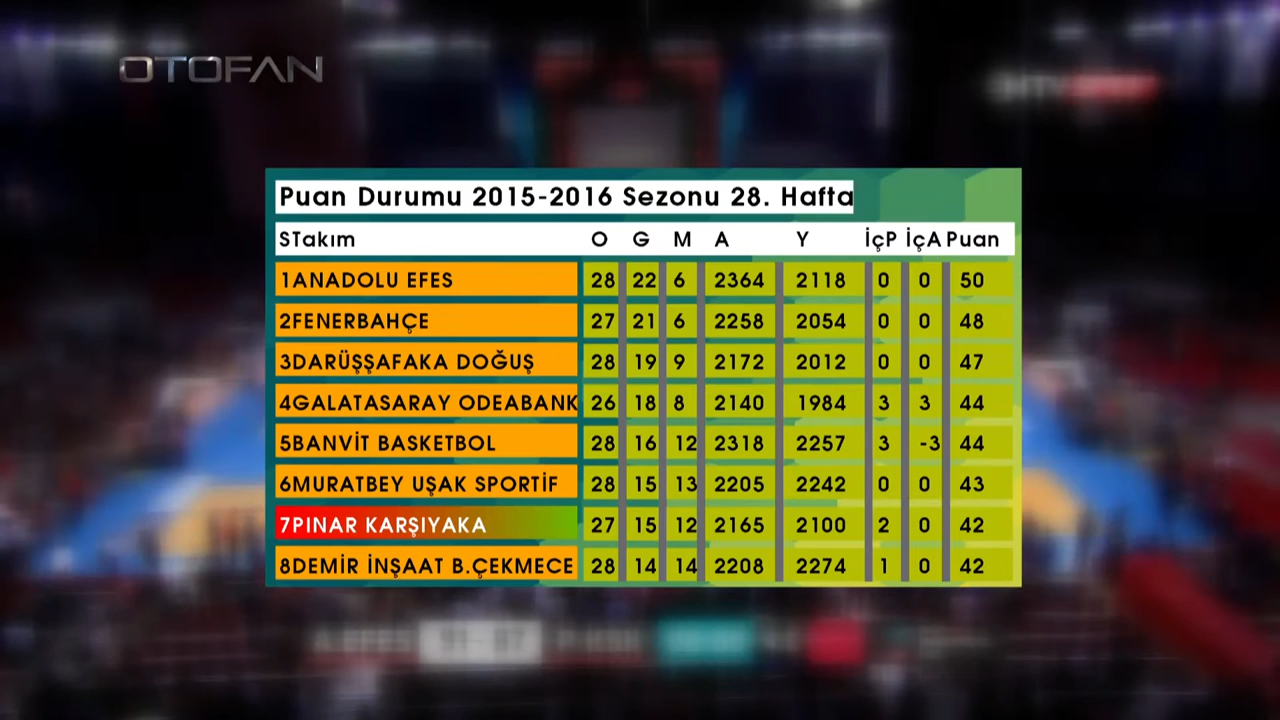 OTOFAN
Puan Durumu 2015-2016 Sezonu 28. Hafta
STakım O G M A Y İçP İçA Puan
1ANADOLU EFES 28 22 6 2364 2118 0 0 50
2FENERBAHÇE 27 21 6 2258 2054 0 0 48
3DARÜŞŞAFAKA DOĞUŞ 28 19 9 2172 2012 0 0 47
4GALATASARAY ODEABANK 26 18 8 2140 1984 3 3 44
5BANVİT BASKETBOL 28 16 12 2318 2257 3 -3 44
6MURATBEY UŞAK SPORTİF 28 15 13 2205 2242 0 0 43
7PINAR KARŞIYAKA 27 15 12 2165 2100 2 0 42
8DEMİR İNŞAAT B.ÇEKMECE 28 14 14 2208 2274 1 0 42